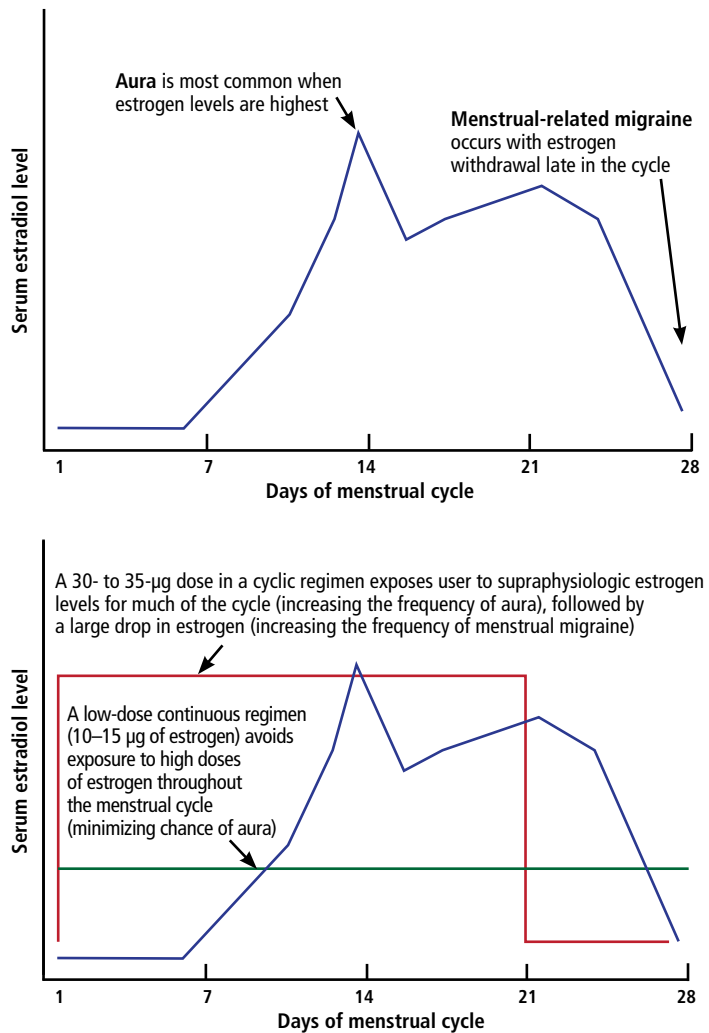 Aura is most common when
estrogen levels are highest
Menstrual-related migraine
occurs with estrogen
withdrawal late in the cycle
Serum estradiol level
1 7 14 21 28
Days of menstrual cycle
A 30- to 35-µg dose in a cyclic regimen exposes user to supraphysiologic estrogen
levels for much of the cycle (increasing the frequency of aura), followed by
a large drop in estrogen (increasing the frequency of menstrual migraine)
A low-dose continuous regimen
(10–15 µg of estrogen) avoids
exposure to high doses
of estrogen throughout
the menstrual cycle
(minimizing chance of aura)
Serum estradiol level
1 7 14 21 28
Days of menstrual cycle